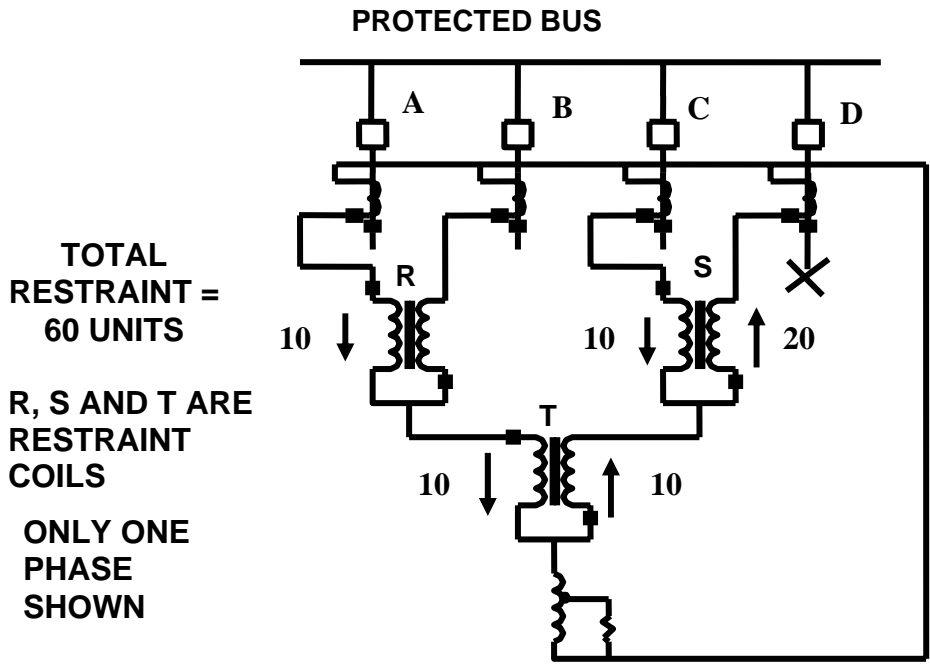 PROTECTED BUS
A
B
C
D
TOTAL
RESTRAINT =
60 UNITS
R
S
10
10
20
R, S AND T ARE
RESTRAINT
COILS
T
10
10
ONLY ONE
PHASE
SHOWN